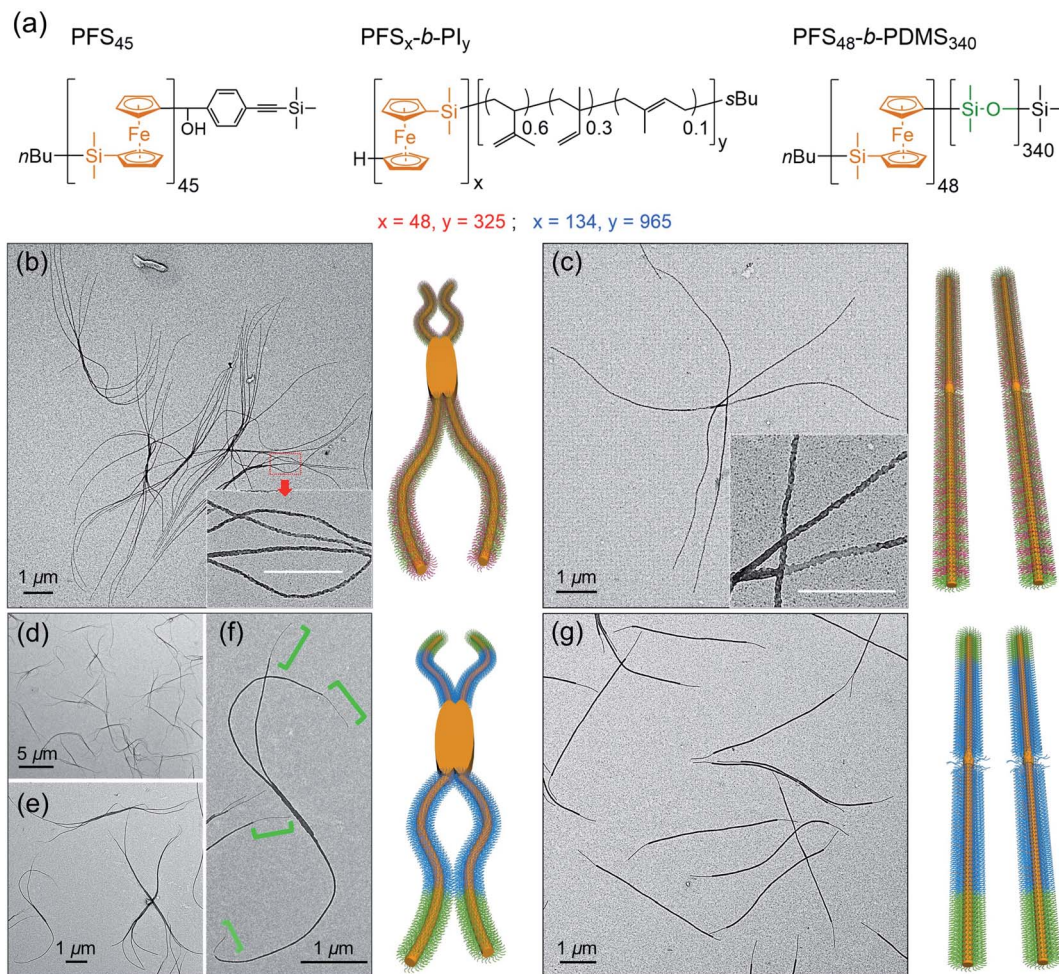 (a)
PFS45
PFSx-b-PIy
PFS48-b-PDMS340
OH
Si
Fe
nBu
Si
45
Si
Fe
H
x
0.6
0.3
0.1
sBu
y
Fe
nBu
Si
48
Si-O
340
Si
x = 48, y = 325 ; x = 134, y = 965
(b)
1 µm
(c)
1 µm
(d)
5 µm
(e)
1 µm
(f)
1 µm
(g)
1 µm